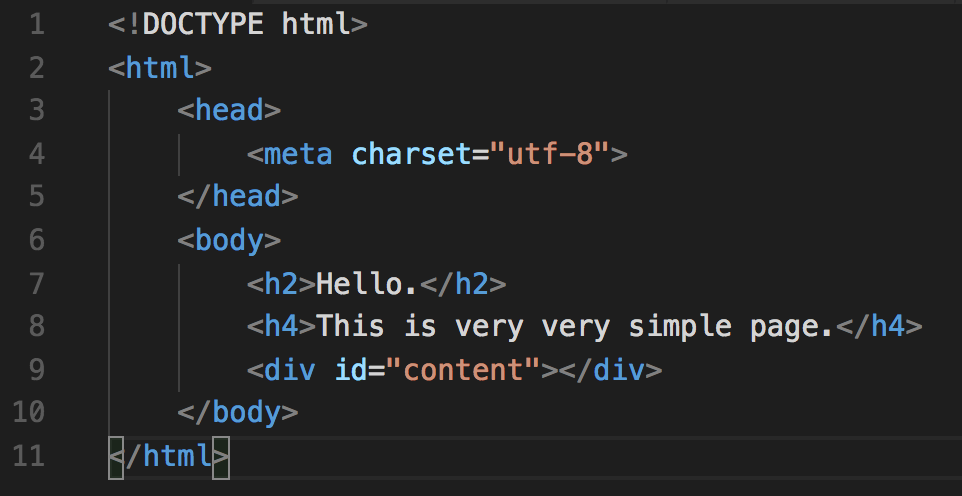 1 <!DOCTYPE html>
2 <html>
3     <head>
4         <meta charset="utf-8">
5     </head>
6     <body>
7         <h2>Hello.</h2>
8         <h4>This is very very simple page.</h4>
9         <div id="content"></div>
10     </body>
11 </html>